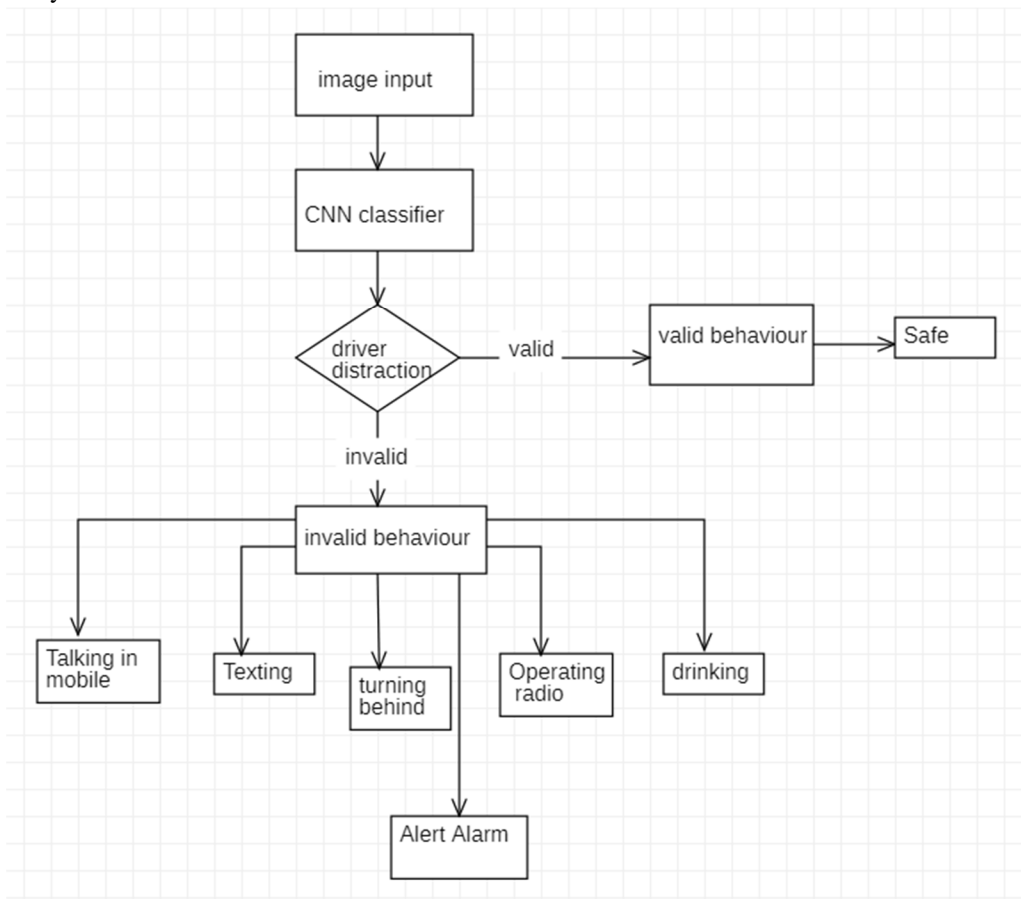 image input
CNN classifier
driver
distraction
valid
valid behaviour
Safe
invalid
invalid behaviour
Talking in
mobile
Texting
turning
behind
Operating
radio
drinking
Alert Alarm